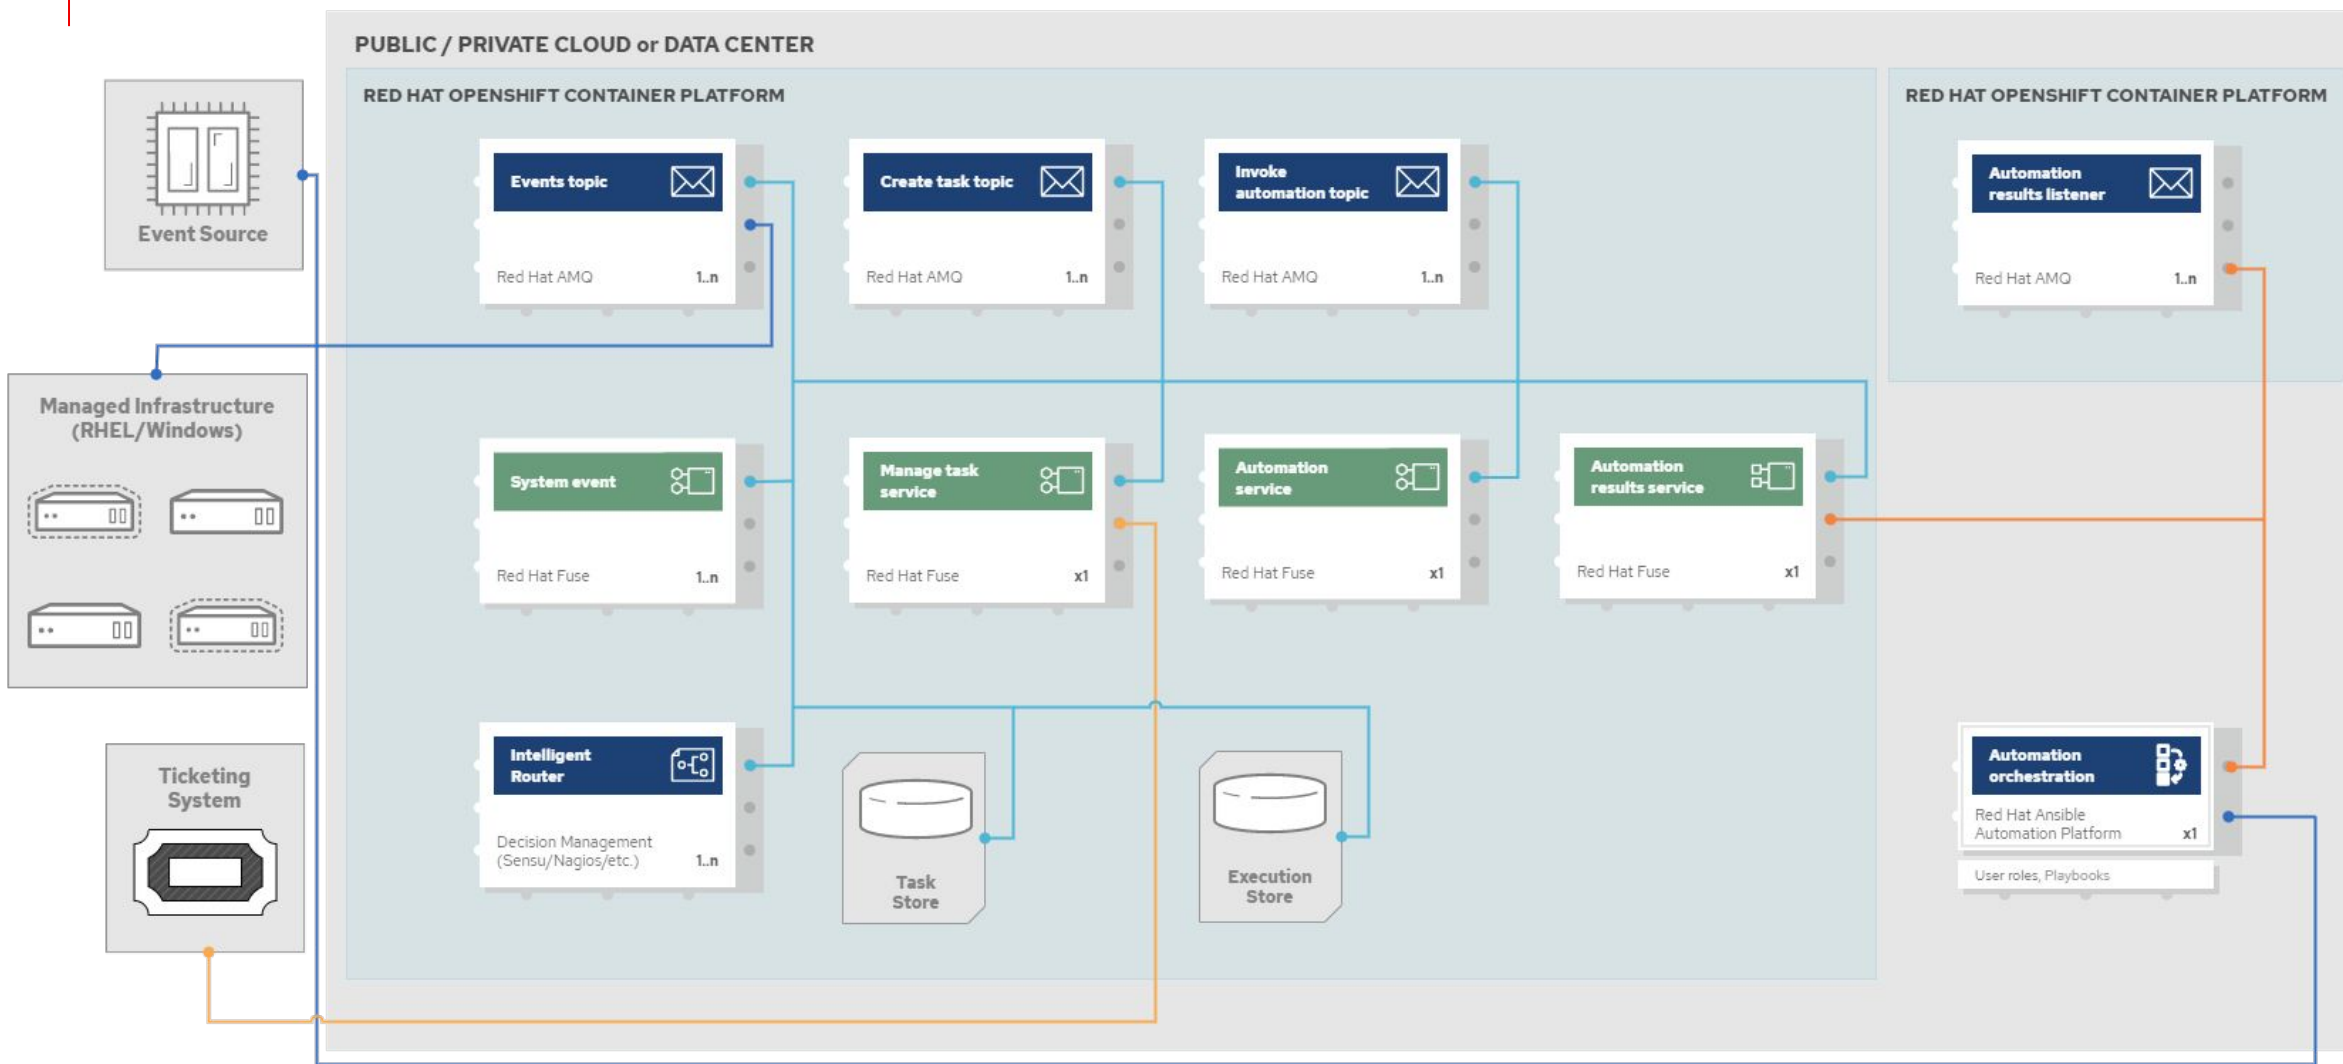 PUBLIC / PRIVATE CLOUD or DATA CENTER
RED HAT OPENSHIFT CONTAINER PLATFORM
RED HAT OPENSHIFT CONTAINER PLATFORM
Event Source
Events topic
Red Hat AMQ 1..n
Create task topic
Red Hat AMQ 1..n
Invoke
automation topic
Red Hat AMQ 1..n
Automation
results listener
Red Hat AMQ 1..n
Managed Infrastructure
(RHEL/Windows)
System event
Red Hat Fuse 1..n
Manage task
service
Red Hat Fuse x1
Automation
service
Red Hat Fuse x1
Automation
results service
Red Hat Fuse x1
Ticketing
System
Intelligent
Router
Decision Management
(Sensu/Nagios/etc.) 1..n
Task
Store
Execution
Store
Automation
orchestration
Red Hat Ansible
Automation Platform x1
User roles, Playbooks